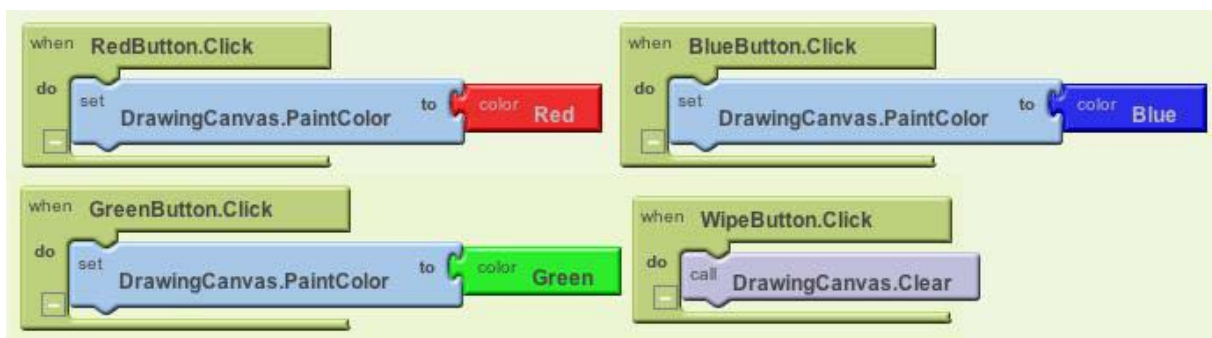 when RedButton.Click
do set DrawingCanvas.PaintColor to color Red
when BlueButton.Click
do set DrawingCanvas.PaintColor to color Blue
when GreenButton.Click
do set DrawingCanvas.PaintColor to color Green
when WipeButton.Click
do call DrawingCanvas.Clear